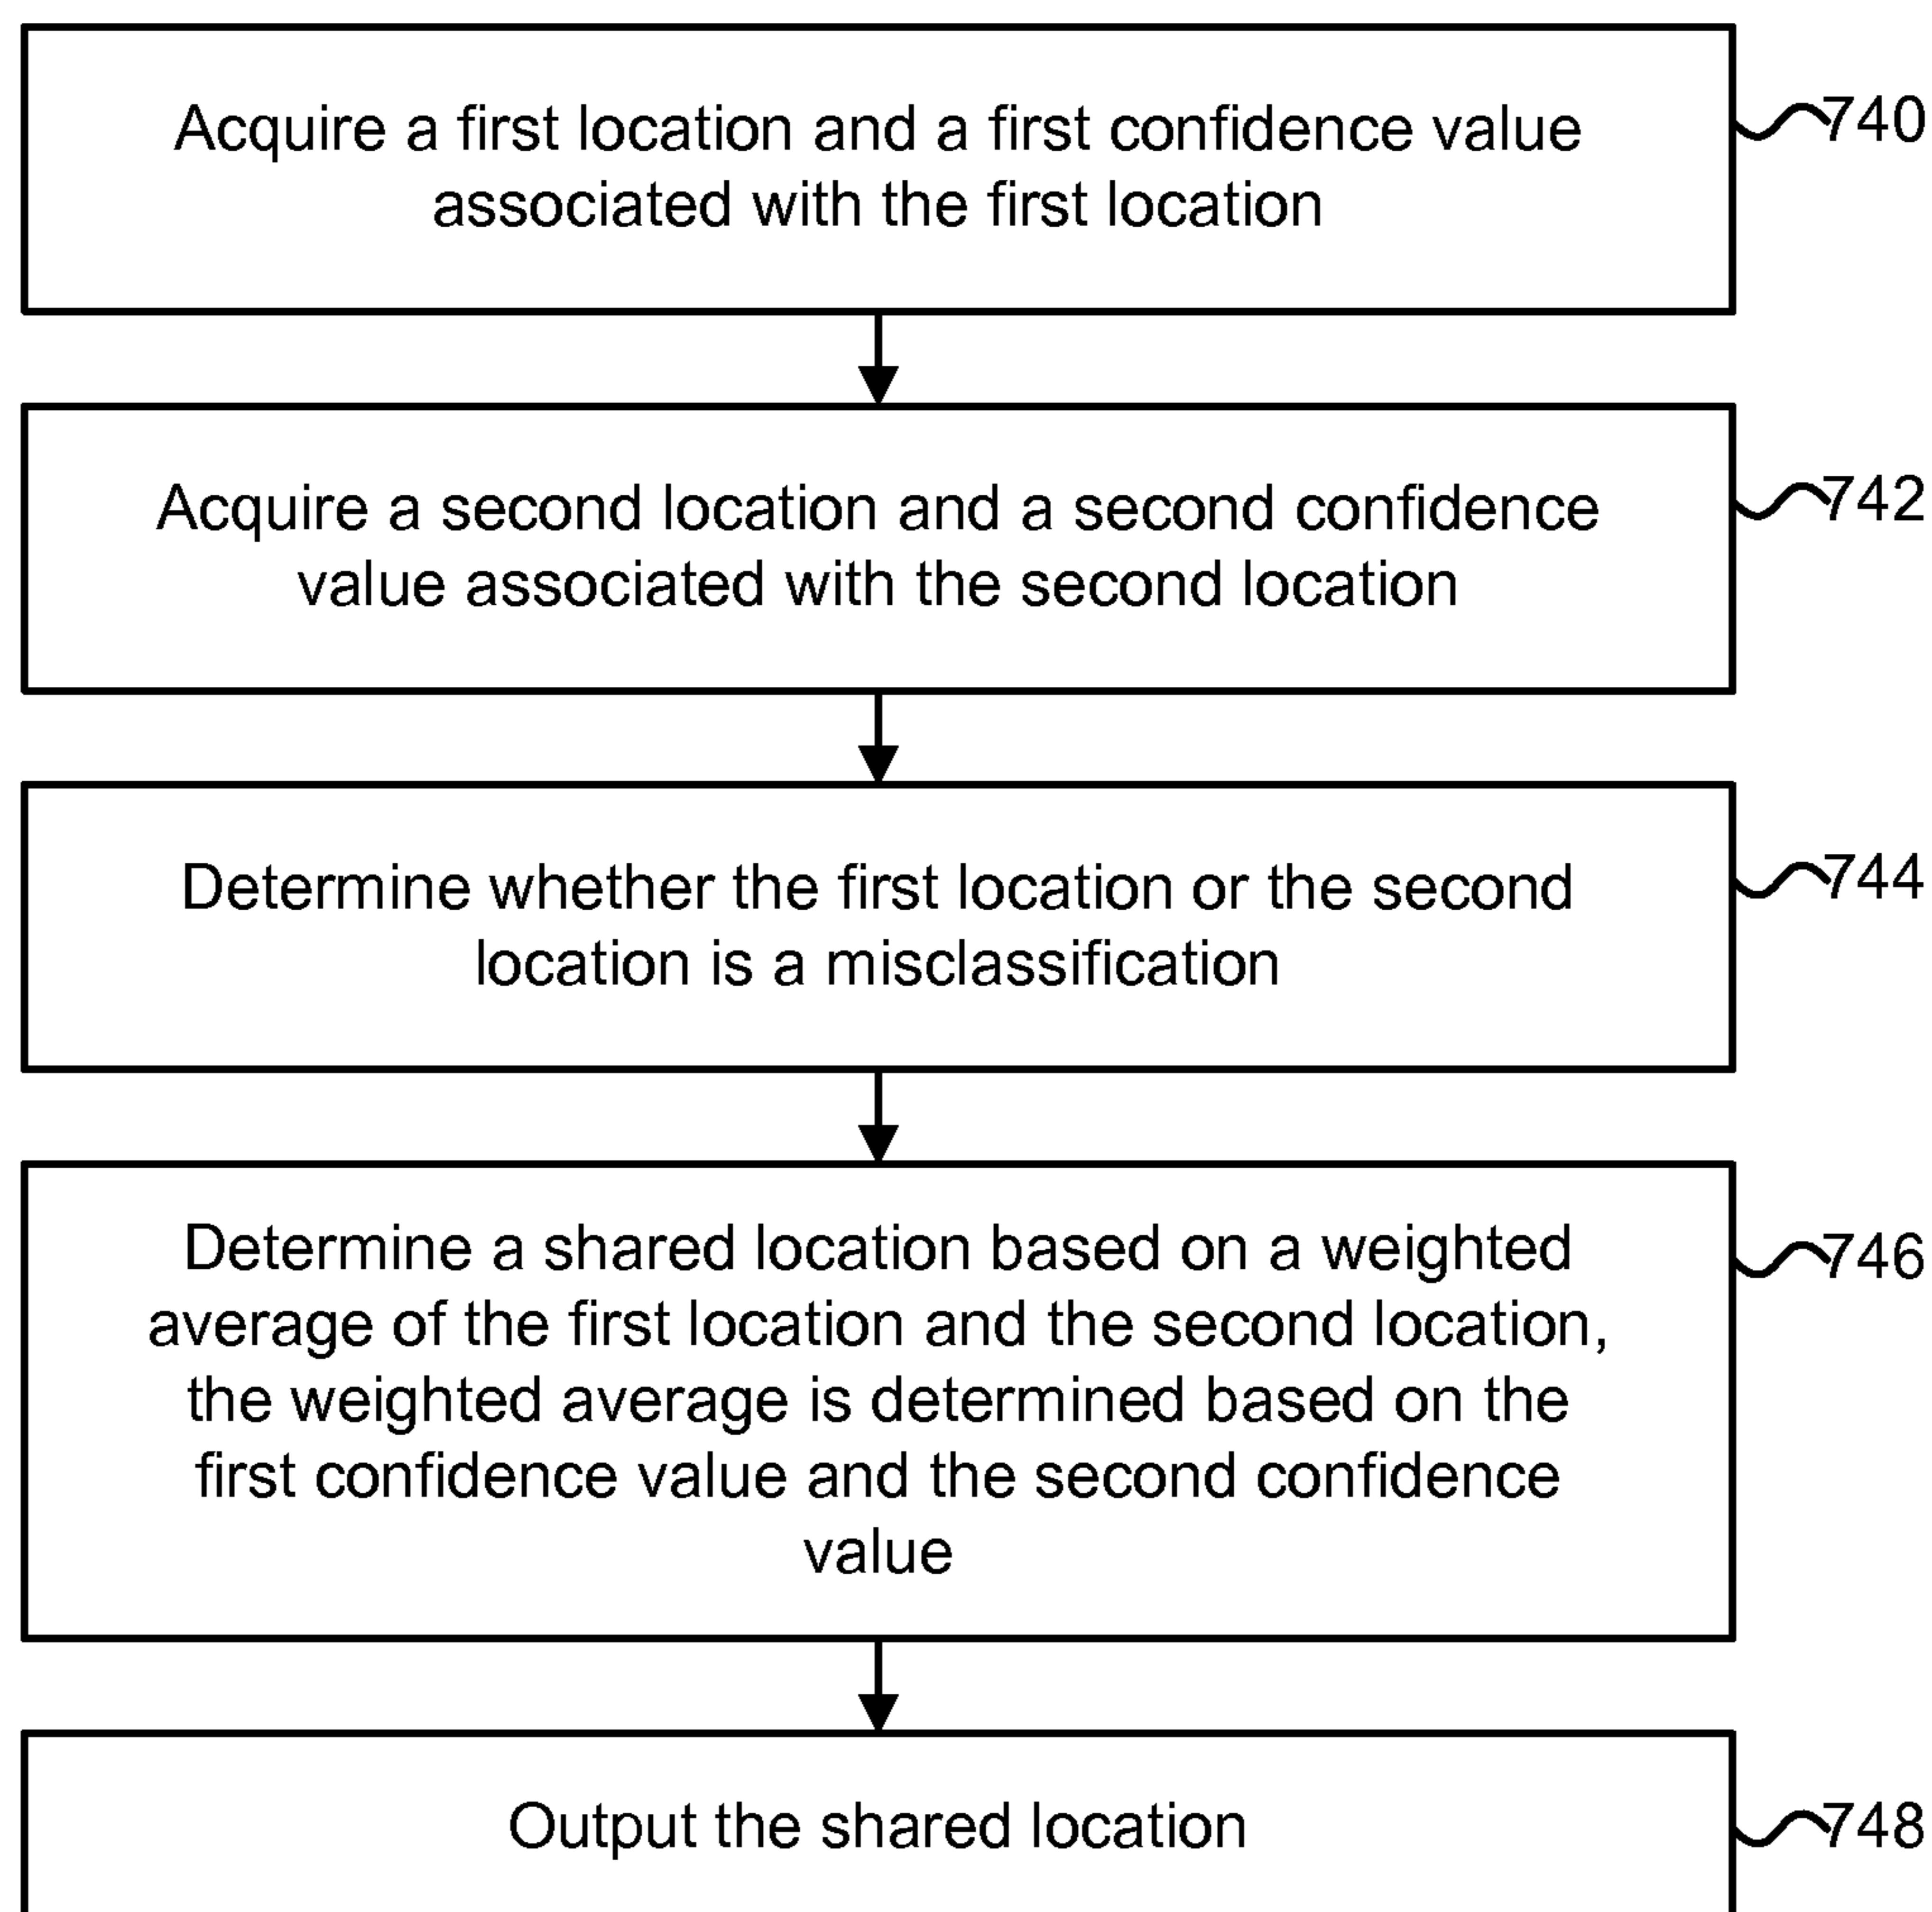 Acquire a first location and a first confidence value
associated with the first location
740
Acquire a second location and a second confidence
value associated with the second location
742
Determine whether the first location or the second
location is a misclassification
744
Determine a shared location based on a weighted
average of the first location and the second location,
the weighted average is determined based on the
first confidence value and the second confidence
value
746
Output the shared location
748